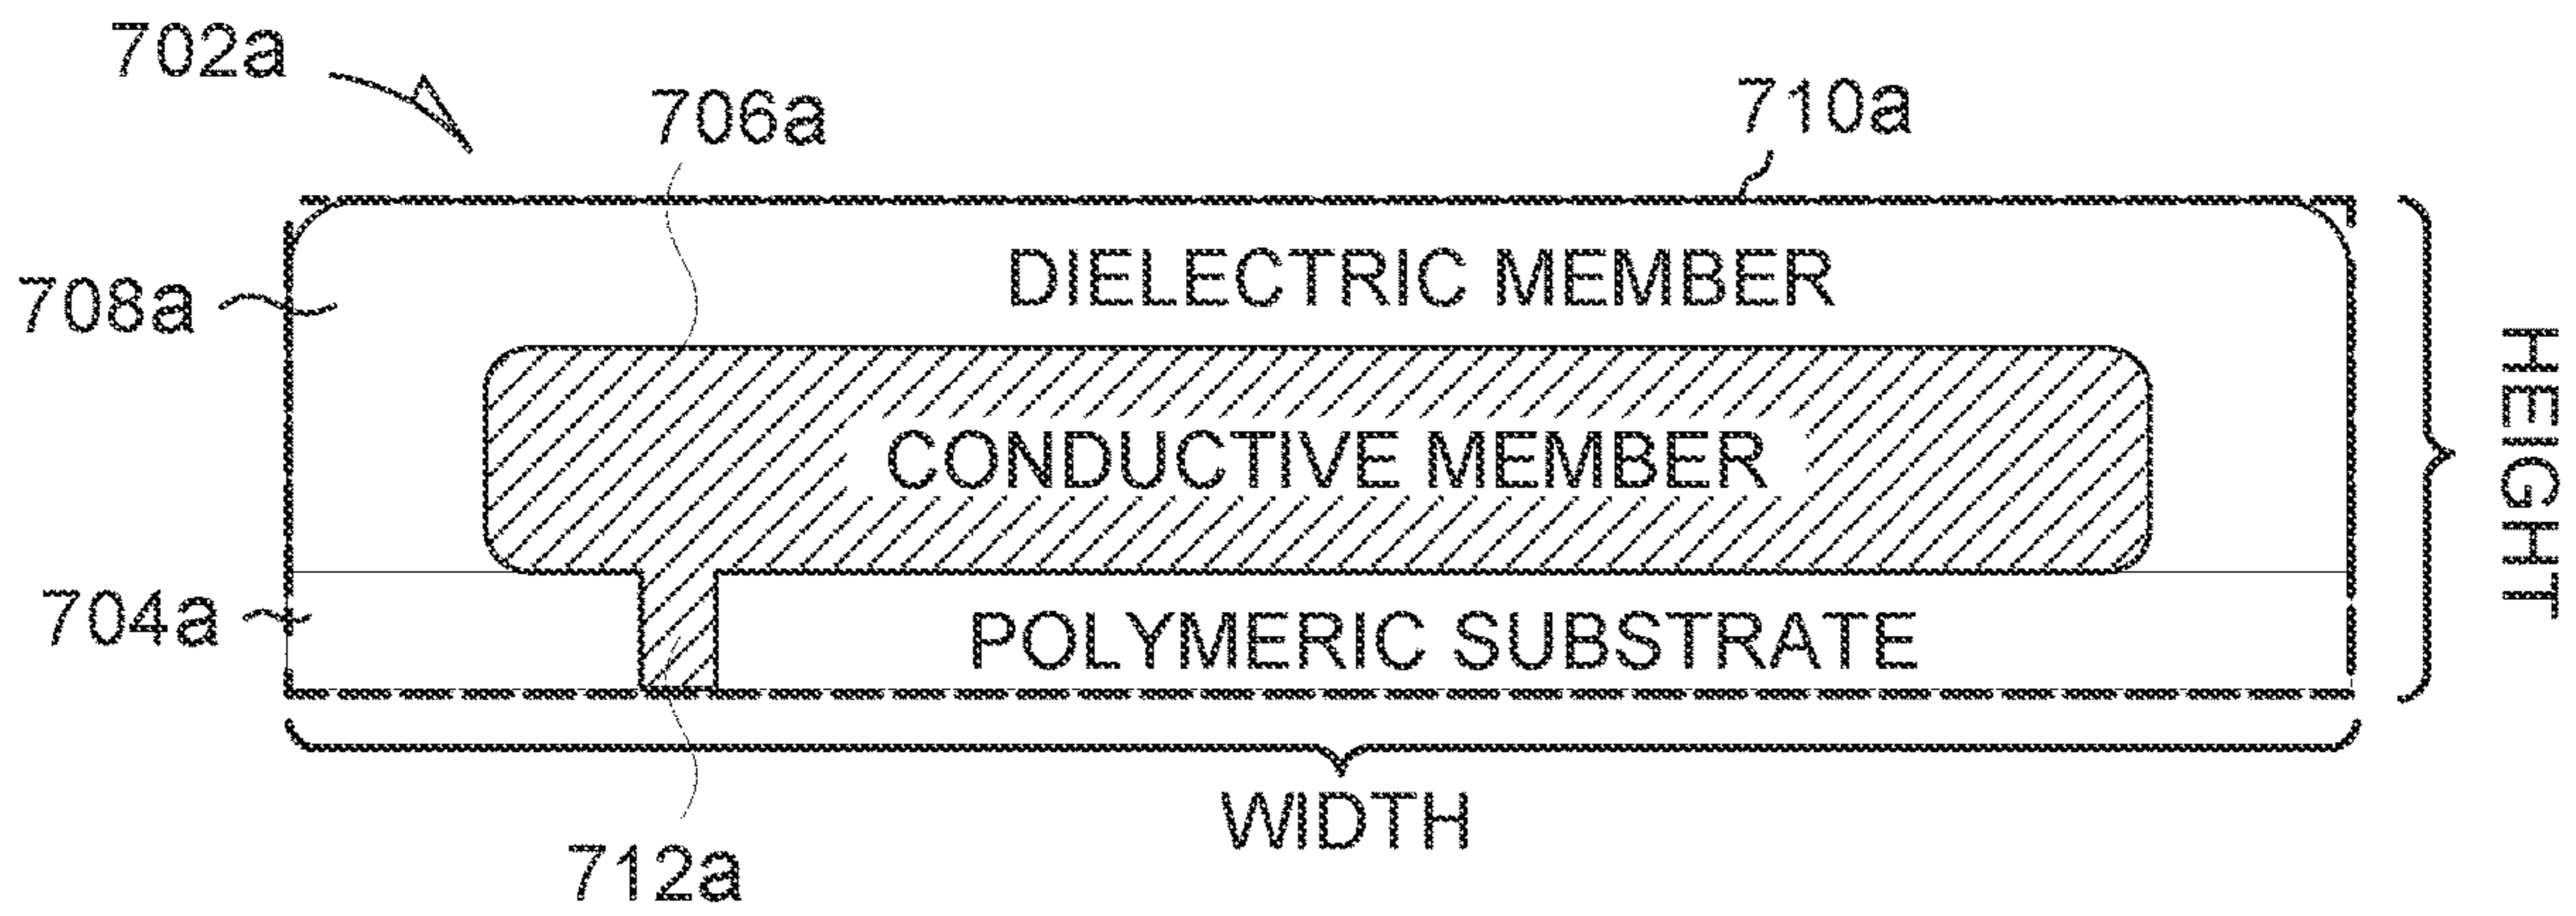 702a
706a
710a
DIELECTRIC MEMBER
708a
CONDUCTIVE MEMBER
HEIGHT
704a
POLYMERIC SUBSTRATE
WIDTH
712a